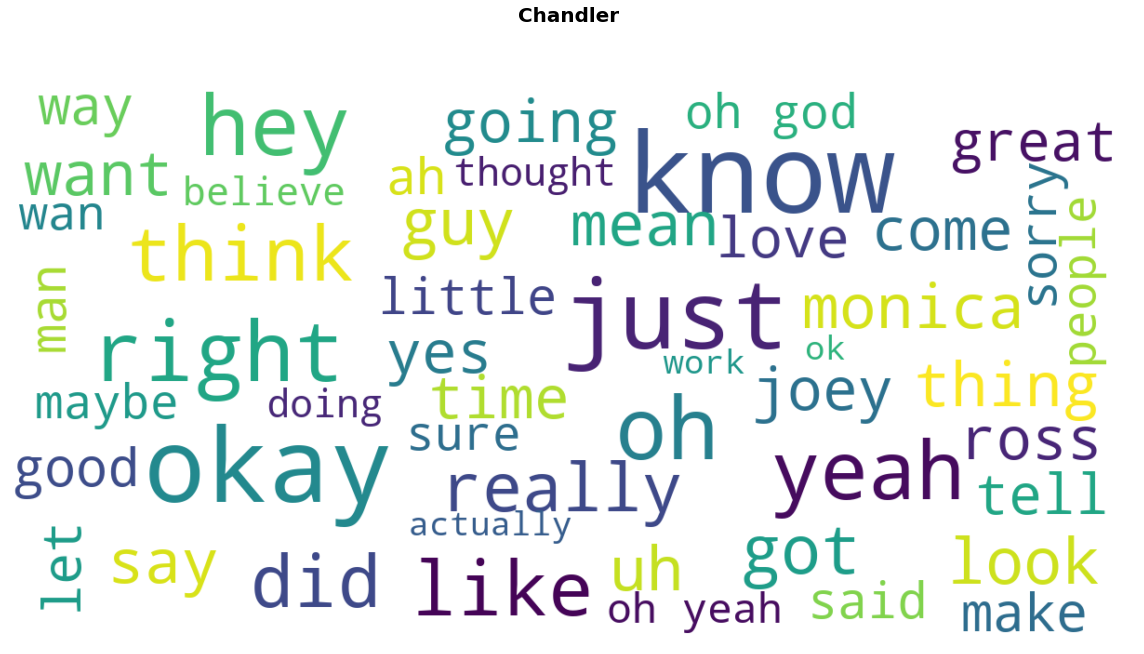 Chandler
way
hey
going
oh god
know
great
want
believe
ah
thought
wan
guy
mean
love
come
sorry
people
think
man
little
just
monica
right
yes
work
ok
maybe
doing
time
joey
thing
good
okay
sure
oh
yeah
ross
really
tell
actually
let
say
did
like
uh
got
look
oh yeah
said
make